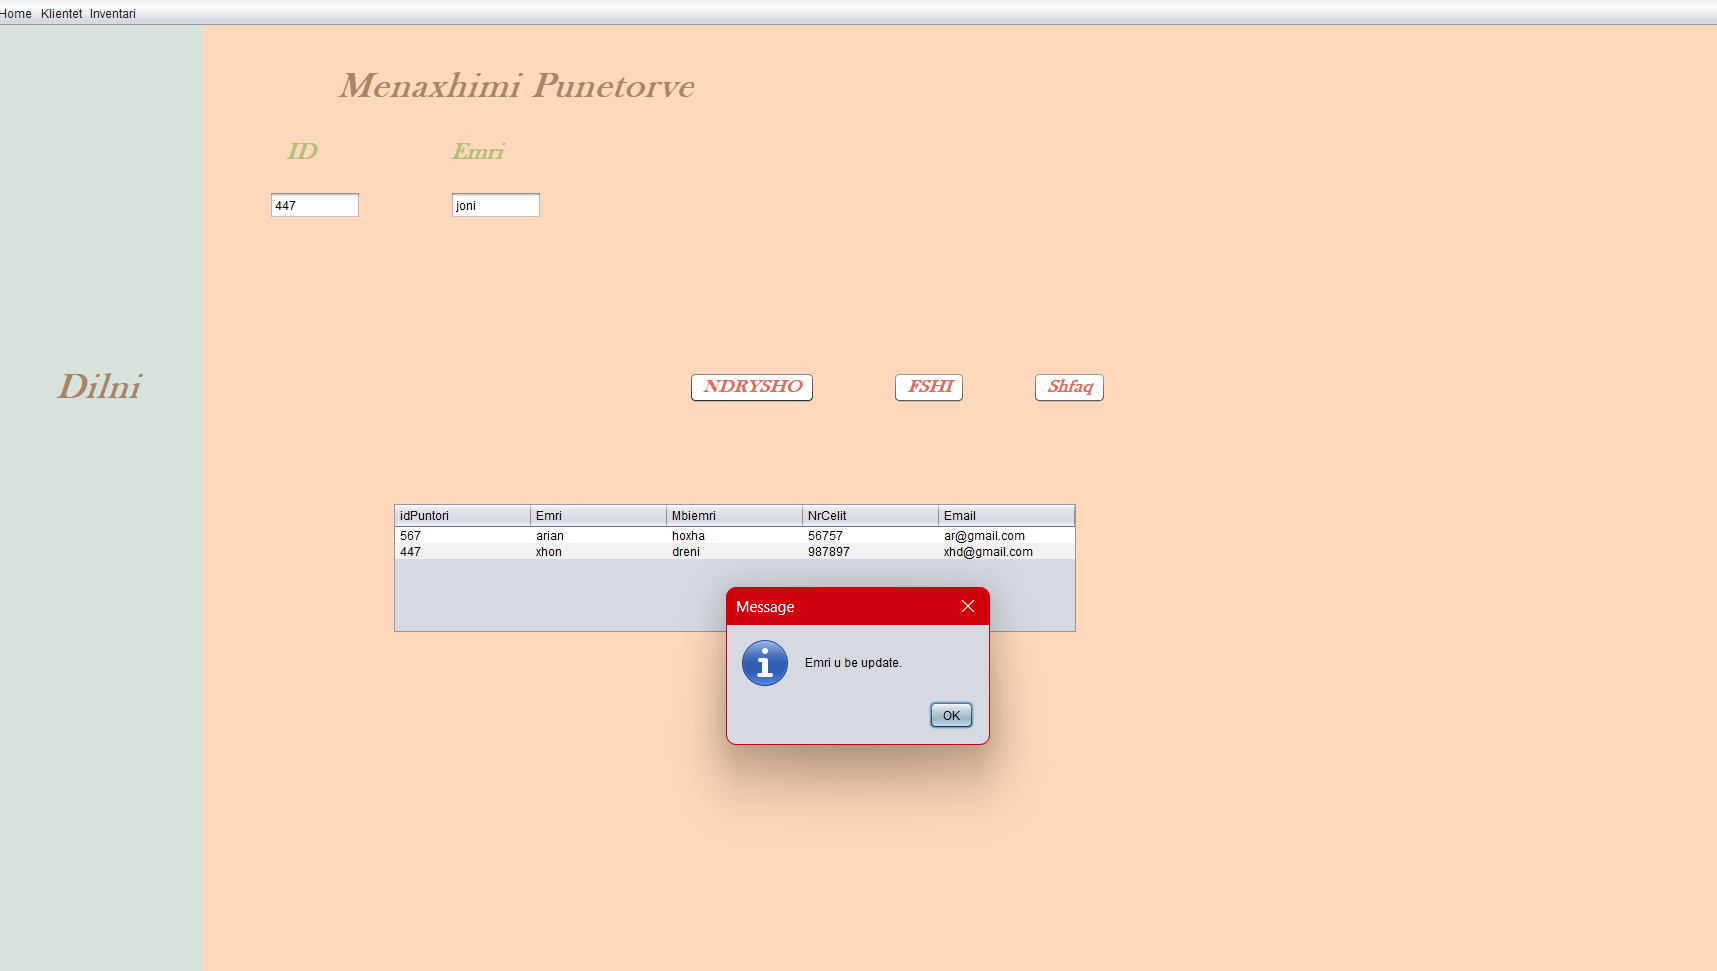 Home Klientet Inventari
Menaxhimi Punetorve
ID Emri
447 joni
Dilni
NDRYSHO FSHI Shfaq
idPuntori Emri Mbiemri NrCelit Email
567 arian hoxha 56757 ar@gmail.com
447 xhon dreni 987897 xhd@gmail.com
Message
Emri u be update.
OK